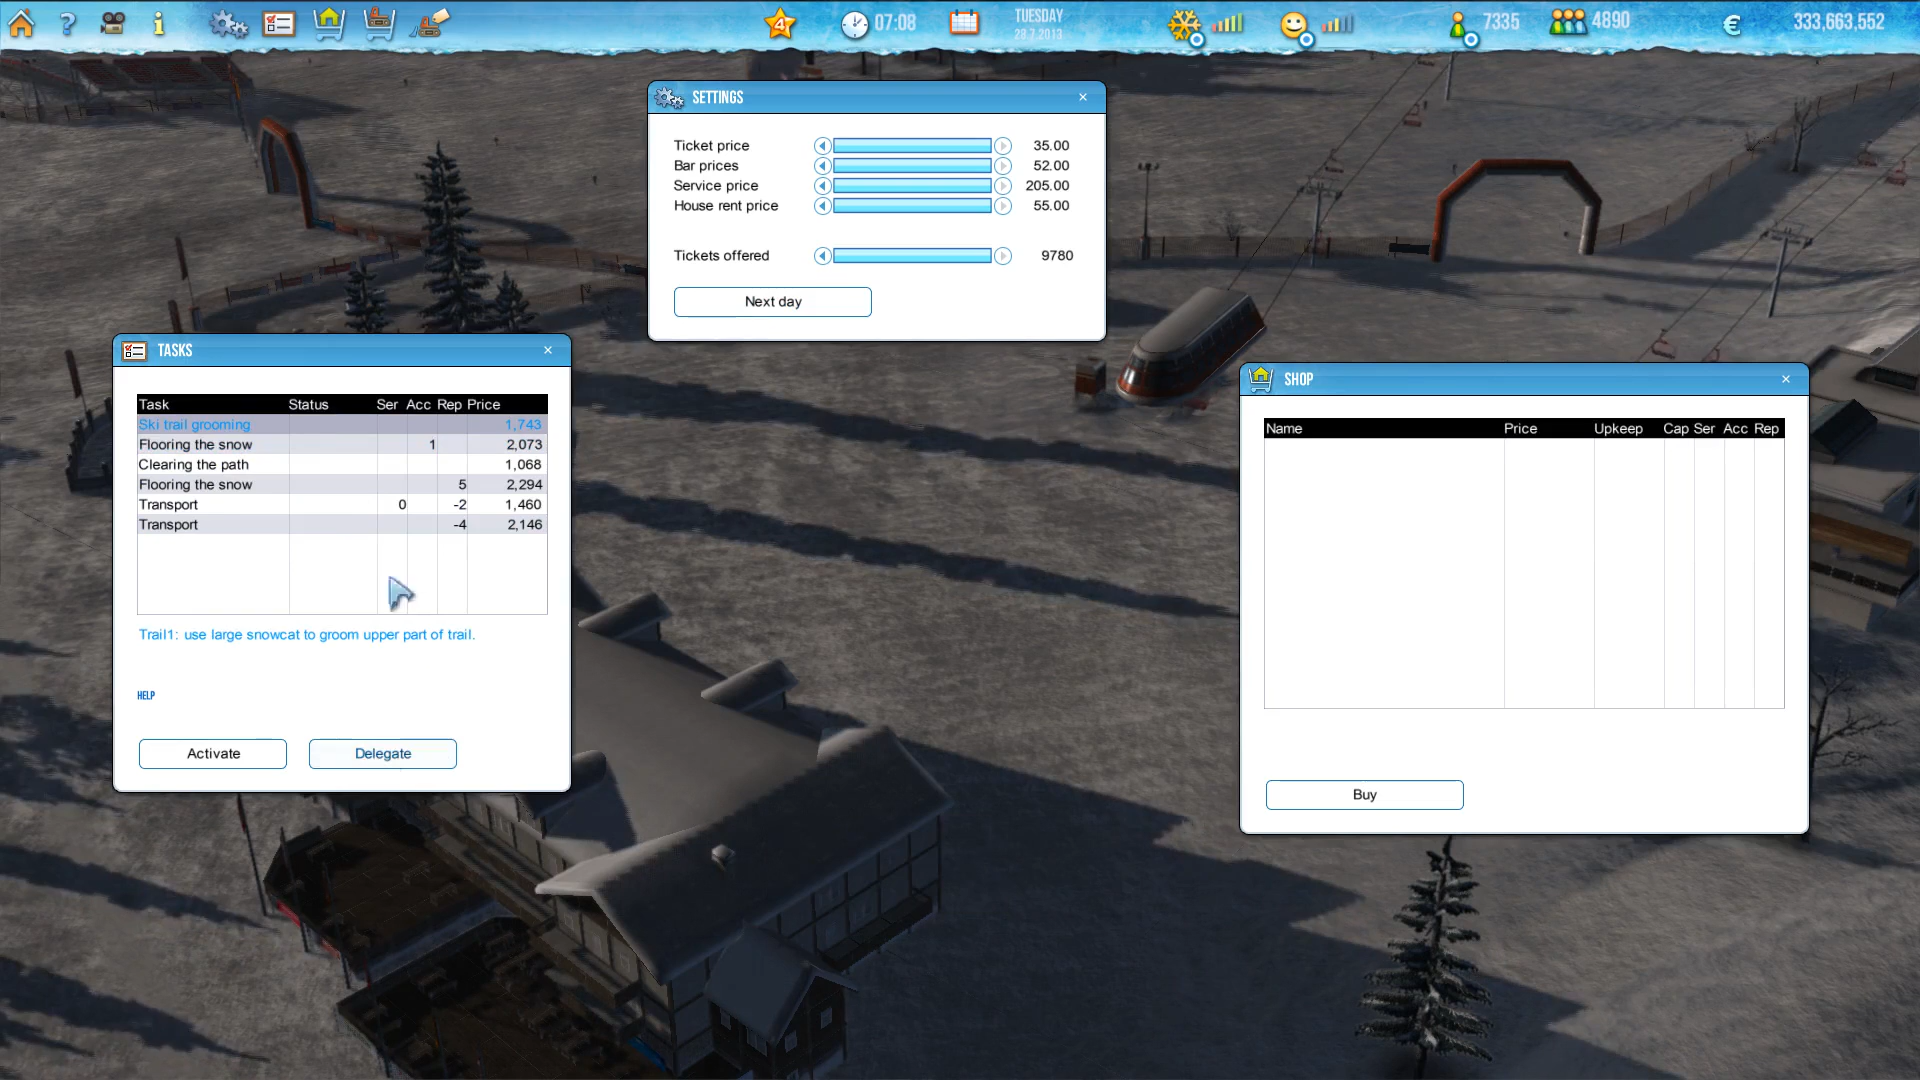 4
07:08
TUESDAY
28.7.2013
7335
4890
€
333,663,552
SETTINGS
Ticket price 35.00
Bar prices 52.00
Service price 205.00
House rent price 55.00
Tickets offered 9780
Next day
TASKS
Task Status Ser Acc Rep Price
Ski trail grooming 1,743
Flooring the snow 1 2,073
Clearing the path 1,068
Flooring the snow 5 2,294
Transport 0 -2 1,460
Transport -4 2,146
Trail1: use large snowcat to groom upper part of trail.
HELP
Activate Delegate
SHOP
Name Price Upkeep Cap Ser Acc Rep
Buy